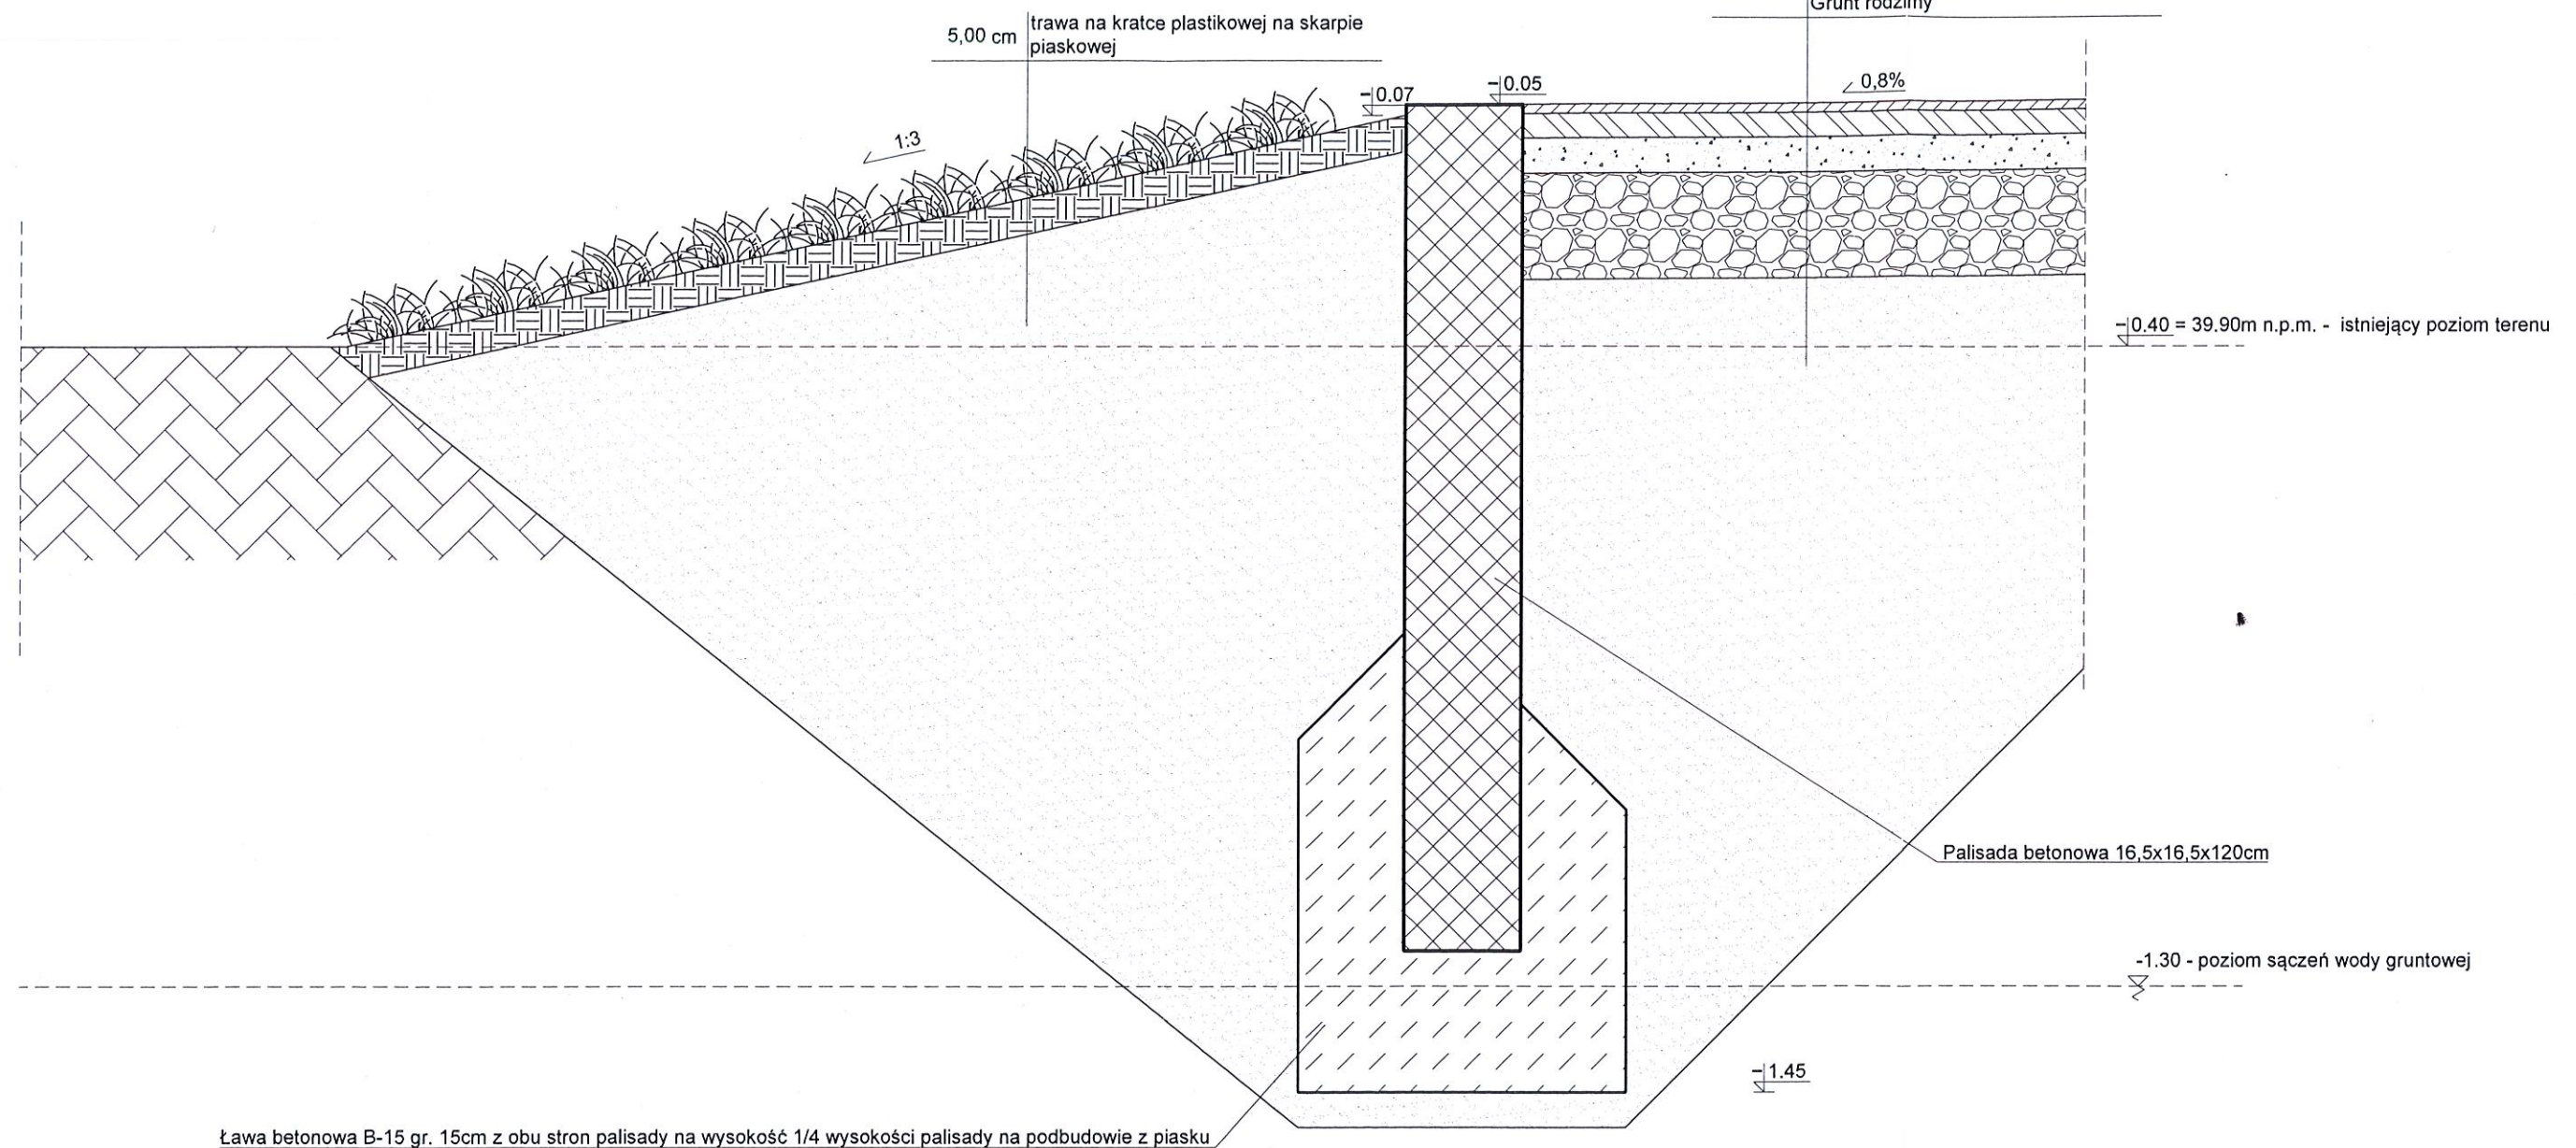 Grunt rodzimy
5,00 cm
trawa na kratce plastikowej na skarpie
piaskowej
-0.07
-0.05
0,8%
1:3
-0.40 = 39.90m n.p.m. - istniejący poziom terenu
Palisada betonowa 16,5x16,5x120cm
-1.30 - poziom sączeń wody gruntowej
-1.45
Ława betonowa B-15 gr. 15cm z obu stron palisady na wysokość 1/4 wysokości palisady na podbudowie z piasku